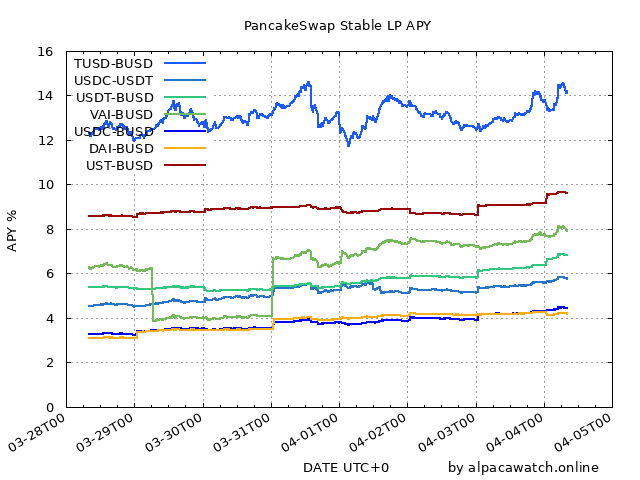 PancakeSwap Stable LP APY
16
14
12
10
8
6
4
2
0
APY %
TUSD-BUSD
USDC-USDT
USDT-BUSD
VAI-BUSD
USDC-BUSD
DAI-BUSD
UST-BUSD
03-28T00
03-29T00
03-30T00
03-31T00
04-01T00
04-02T00
04-03T00
04-04T00
04-05T00
DATE UTC+0
by alpacawatch.online